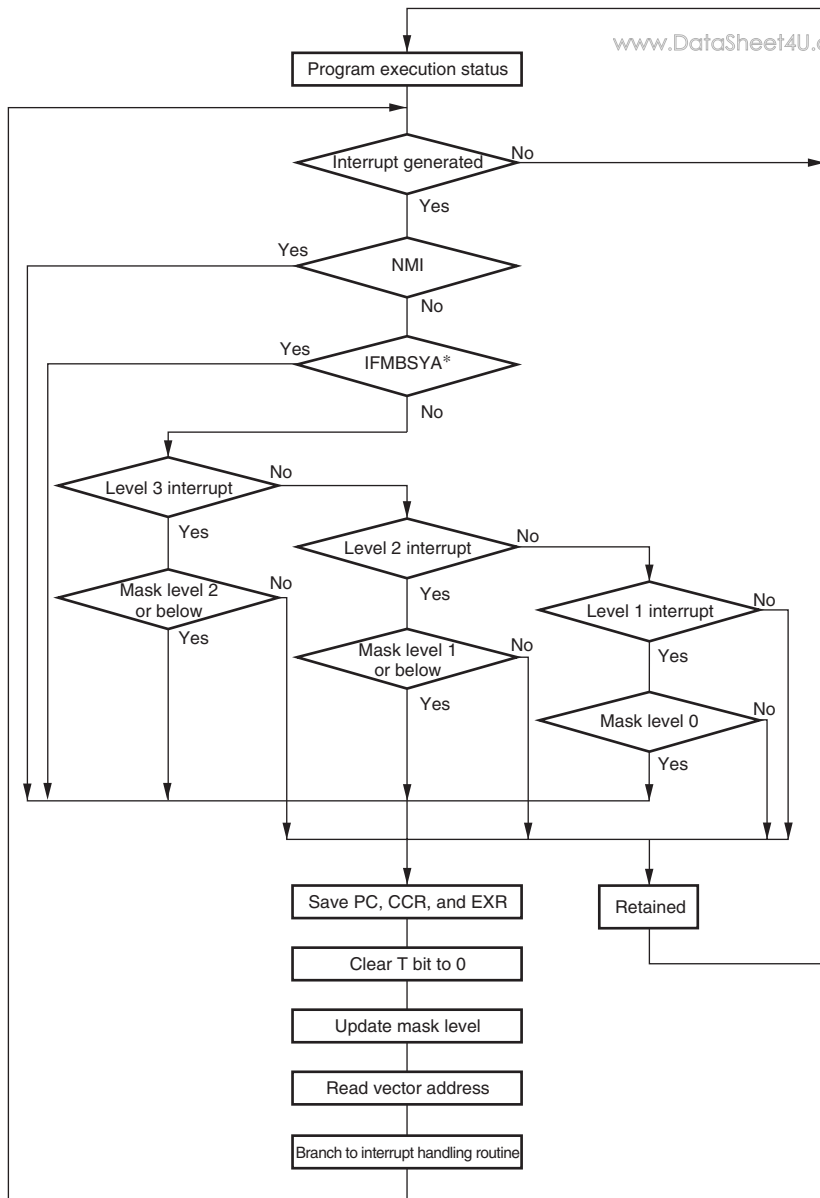 www.DataSheet4U.c
Program execution status
Interrupt generated
No
Yes
Yes
NMI
No
Yes
IFMBSYA*
No
Level 3 interrupt
No
Yes
Level 2 interrupt
No
Mask level 2
or below
No
Yes
Level 1 interrupt
No
Yes
Mask level 1
or below
No
Yes
Yes
Mask level 0
No
Yes
Save PC, CCR, and EXR
Retained
Clear T bit to 0
Update mask level
Read vector address
Branch to interrupt handling routine